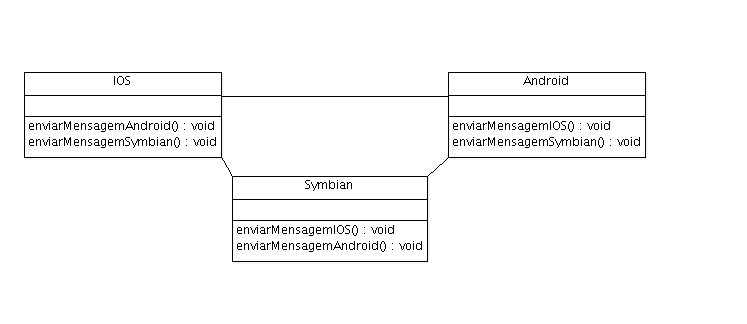 IOS
enviarMensagemAndroid() : void
enviarMensagemSymbian() : void
Android
enviarMensagemIOS() : void
enviarMensagemSymbian() : void
Symbian
enviarMensagemIOS() : void
enviarMensagemAndroid() : void